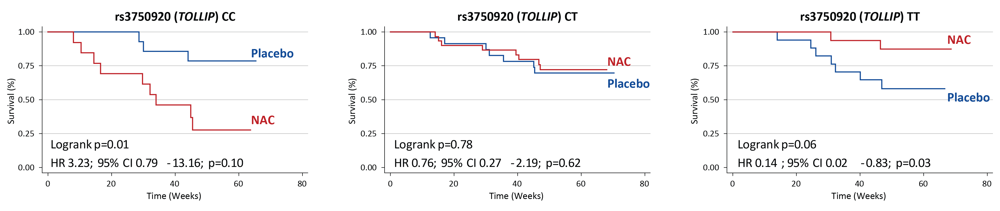 rs3750920 (TOLLIP) CC
1.00
0.75
0.50
0.25
0.00
Survival (%)
Placebo
NAC
Logrank p=0.01
HR 3.23; 95% CI 0.79 -13.16; p=0.10
0 20 40 60 80
Time (Weeks)
rs3750920 (TOLLIP) CT
1.00
0.75
0.50
0.25
0.00
Survival (%)
NAC
Placebo
Logrank p=0.78
HR 0.76; 95% CI 0.27 -2.19; p=0.62
0 20 40 60 80
Time (Weeks)
rs3750920 (TOLLIP) TT
1.00
0.75
0.50
0.25
0.00
Survival (%)
NAC
Placebo
Logrank p=0.06
HR 0.14 ; 95% CI 0.02 -0.83; p=0.03
0 20 40 60 80
Time (Weeks)